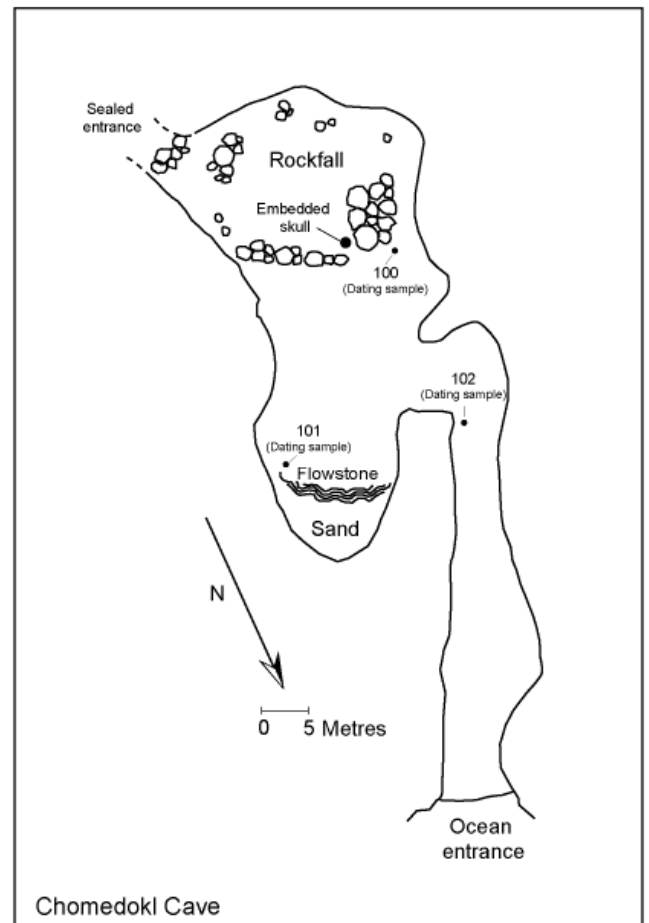 Sealed
entrance
Rockfall
Embedded
skull
100
(Dating sample)
102
(Dating sample)
101
(Dating sample)
Flowstone
Sand
N
0 5 Metres
Ocean
entrance
Chomedokl Cave